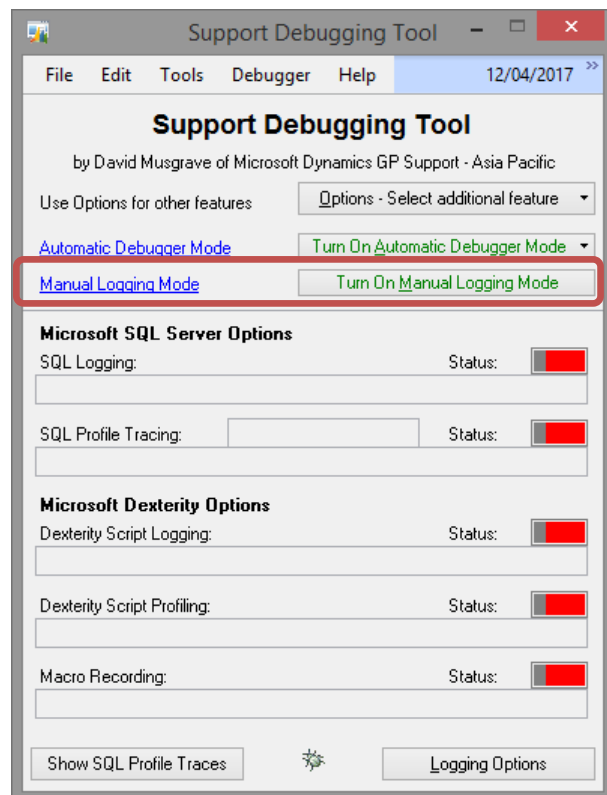 Support Debugging Tool
File Edit Tools Debugger Help 12/04/2017 »
Support Debugging Tool
by David Musgrave of Microsoft Dynamics GP Support - Asia Pacific
Use Options for other features Options - Select additional feature
Automatic Debugger Mode Turn On Automatic Debugger Mode
Manual Logging Mode Turn On Manual Logging Mode
Microsoft SQL Server Options
SQL Logging: Status:
SQL Profile Tracing: Status:
Microsoft Dexterity Options
Dexterity Script Logging: Status:
Dexterity Script Profiling: Status:
Macro Recording: Status:
Show SQL Profile Traces Logging Options